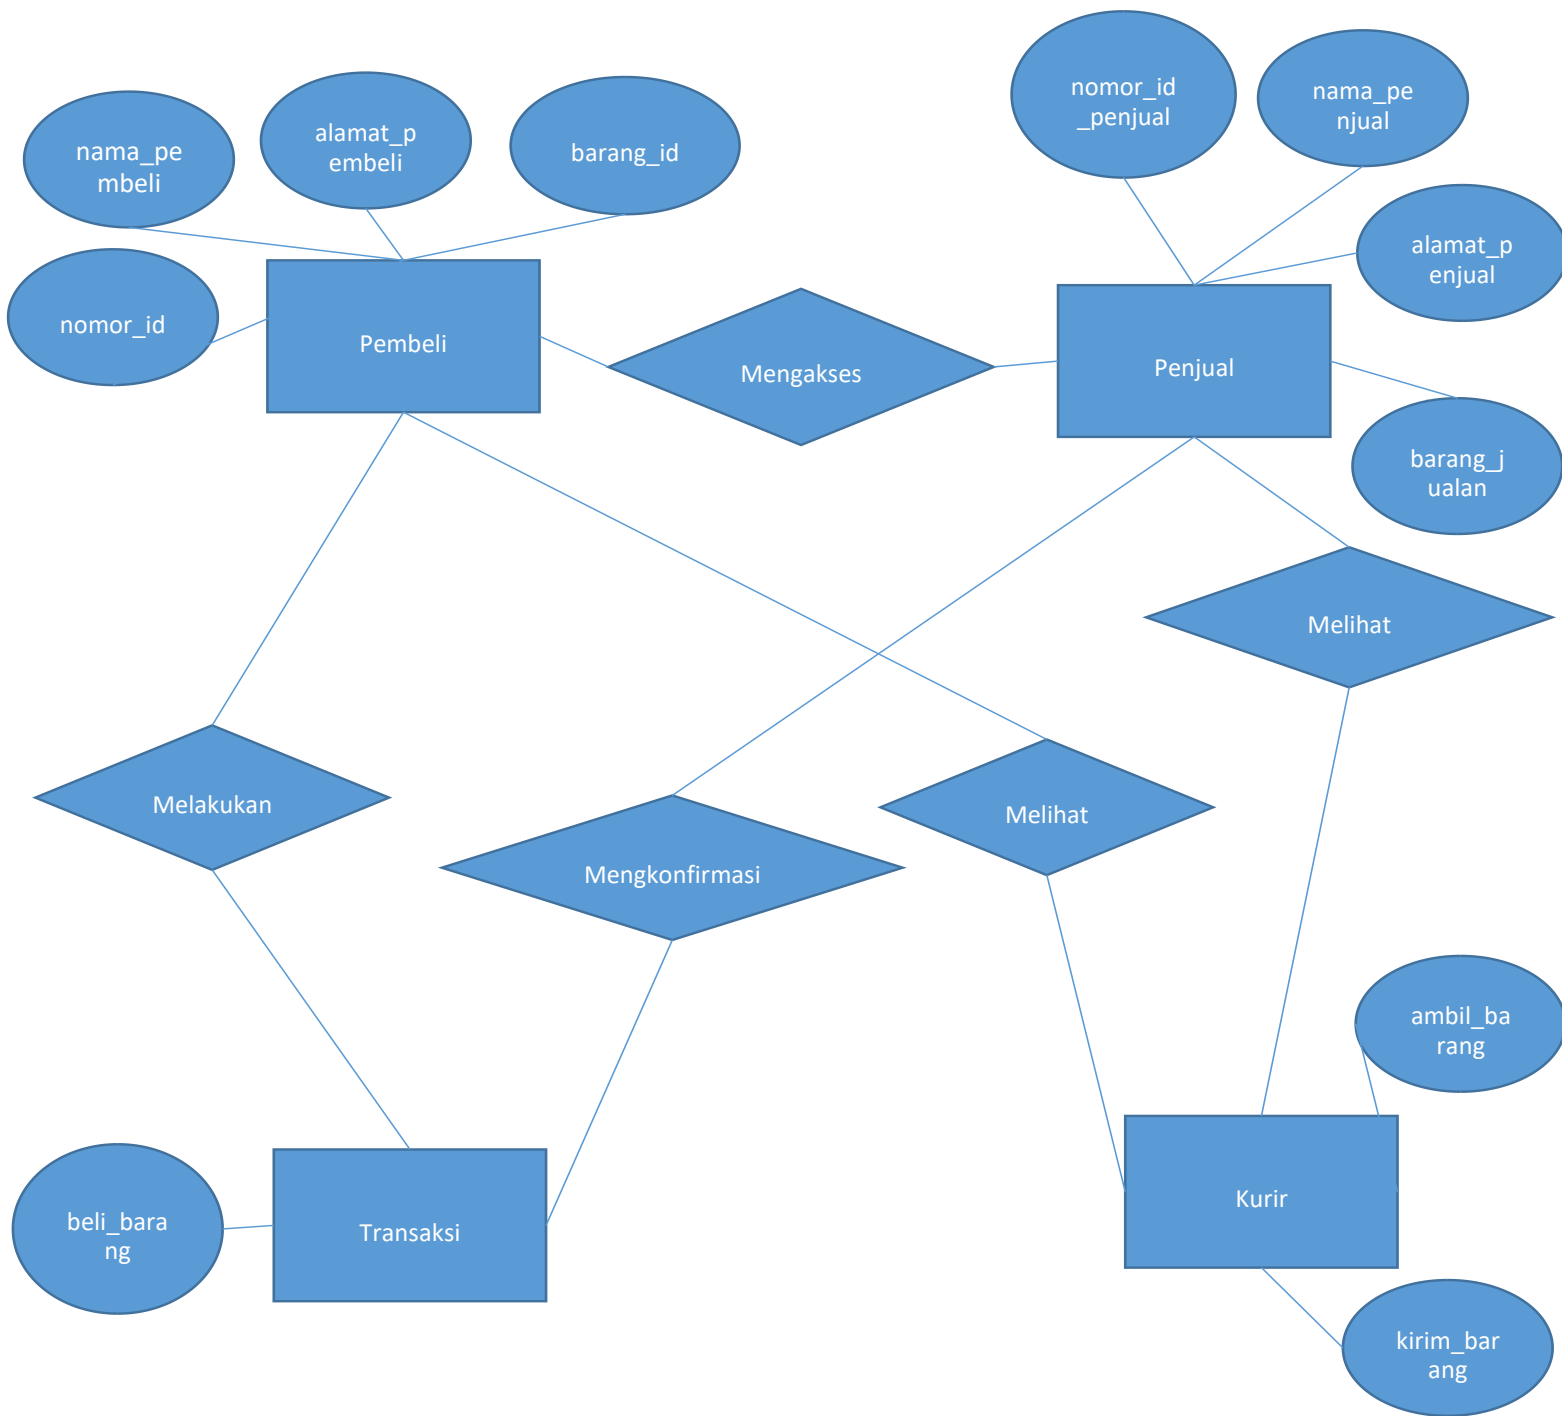 nomor_id
_penjual
nama_pe
njual
nama_pe
mbeli
alamat_p
embeli
barang_id
alamat_p
enjual
nomor_id
Pembeli
Mengakses
Penjual
barang_j
ualan
Melihat
Melakukan
Mengkonfirmasi
Melihat
ambil_ba
rang
beli_bara
ng
Transaksi
Kurir
kirim_bar
ang